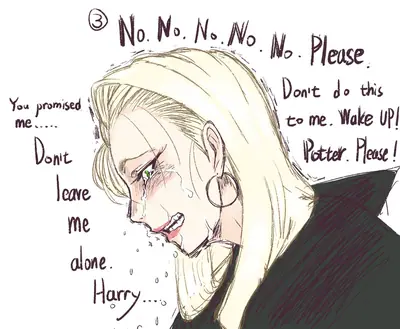 ③
No. No. No. No. No. Please.
Don't do this
to me. Wake UP!
Potter. Please!
You promised
me.....
Don't
leave
me
alone.
Harry...